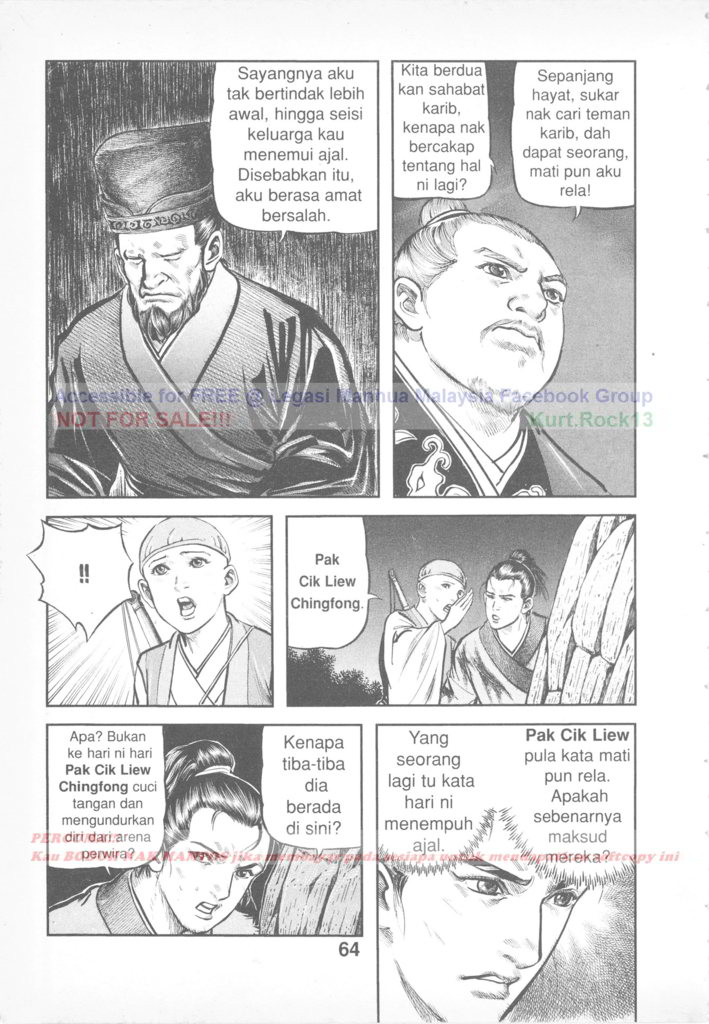 Sayangnya aku
tak bertindak lebih
awal, hingga seisi
keluarga kau
menemui ajal.
Disebabkan itu,
aku berasa amat
bersalah.
Kita berdua
kan sahabat
karib,
kenapa nak
bercakap
tentang hal
ni lagi?
Sepanjang
hayat, sukar
nak cari teman
karib, dah
dapat seorang,
mati pun aku
rela!
Accessible for FREE @ Legasi Manhua Malaysia Facebook Group
NOT FOR SALE!!!
Kurt.Rock13
!!
Pak
Cik Liew
Chingfong.
Apa? Bukan
ke hari ni hari
Pak Cik Liew
Chingfong cuci
tangan dan
mengundurkan
diri dari arena
perwira?
Kenapa
tiba-tiba
dia
berada
di sini?
Yang
seorang
lagi tu kata
hari ni
menempuh
ajal.
Pak Cik Liew
pula kata mati
pun rela.
Apakah
sebenarnya
maksud
mereka?
64